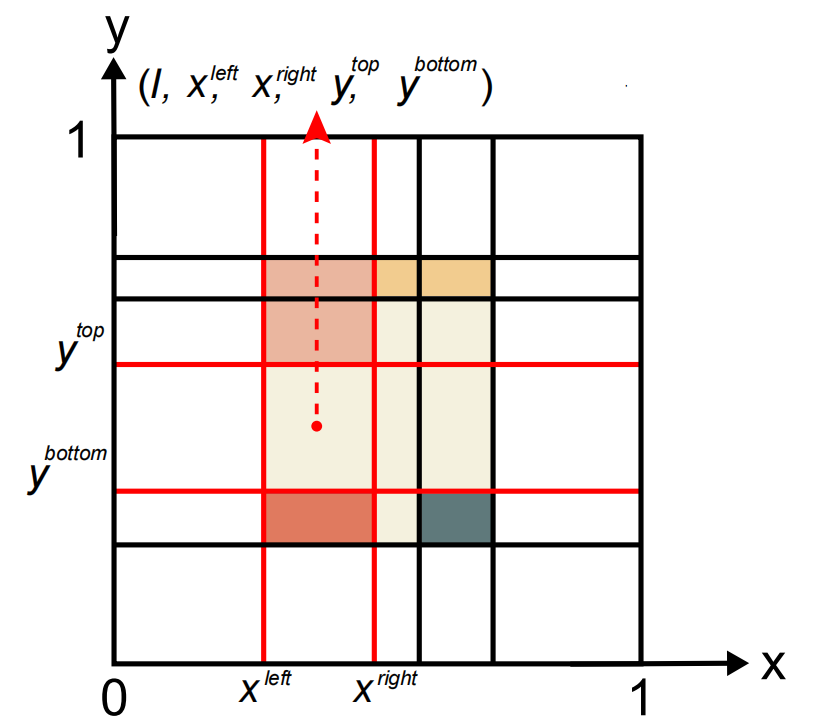 y
(I, x,left x,right y,top ybottom)
1
ytop
ybottom
x
0 xleft xright 1